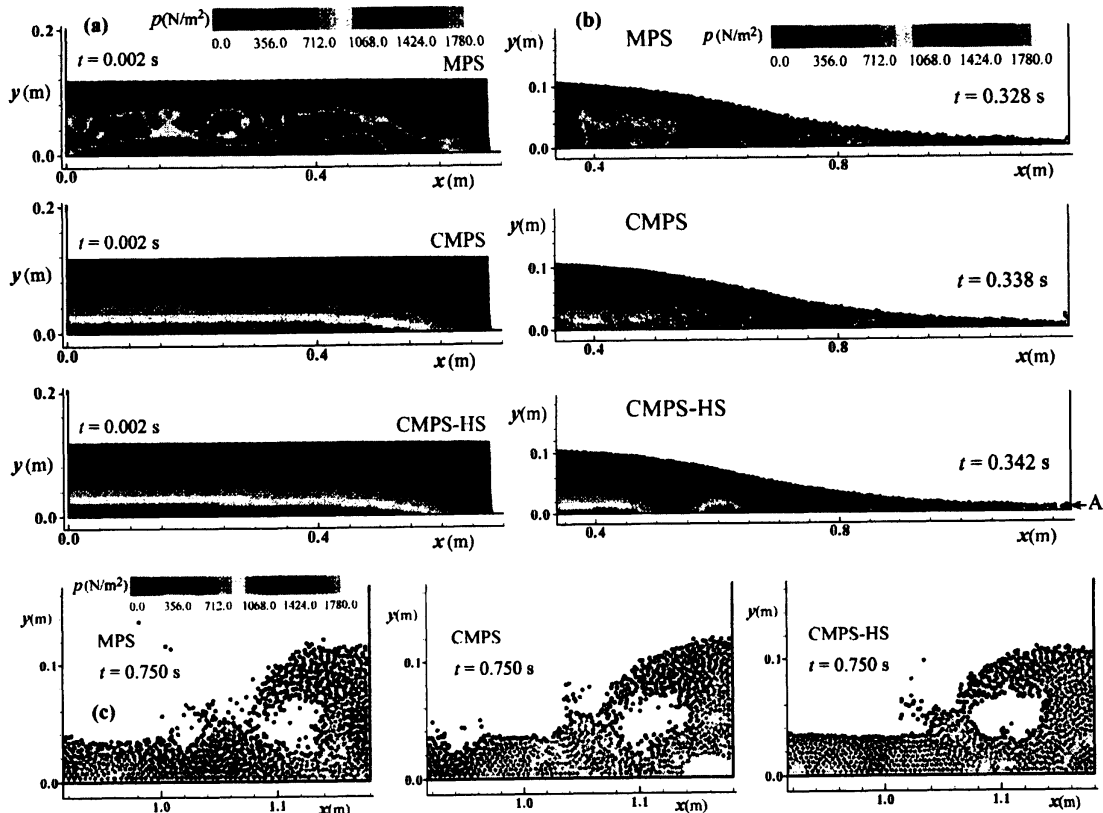 (a)
p(N/m²)
0.0 356.0 712.0 1068.0 1424.0 1780.0
0.2
t = 0.002 s
MPS
y(m)
0.0
0.0 0.4
x(m)
0.2
t = 0.002 s
CMPS
y(m)
0.0
0.0 0.4
x(m)
0.2
t = 0.002 s
CMPS-HS
y(m)
0.0
0.0 0.4
x(m)
(b)
y(m)
MPS
p(N/m²)
0.0 356.0 712.0 1068.0 1424.0 1780.0
0.1
t = 0.328 s
0.0
0.4 0.8
x(m)
y(m)
CMPS
0.1
t = 0.338 s
0.0
0.4 0.8
x(m)
y(m)
CMPS-HS
0.1
t = 0.342 s
A
0.0
0.4 0.8
x(m)
p(N/m²)
0.0 356.0 712.0 1068.0 1424.0 1780.0
y(m)
MPS
0.1
t = 0.750 s
(c)
0.0
1.0 1.1
x(m)
y(m)
CMPS
0.1
t = 0.750 s
0.0
1.0 1.1
x(m)
y(m)
CMPS-HS
0.1
t = 0.750 s
0.0
1.0 1.1
x(m)